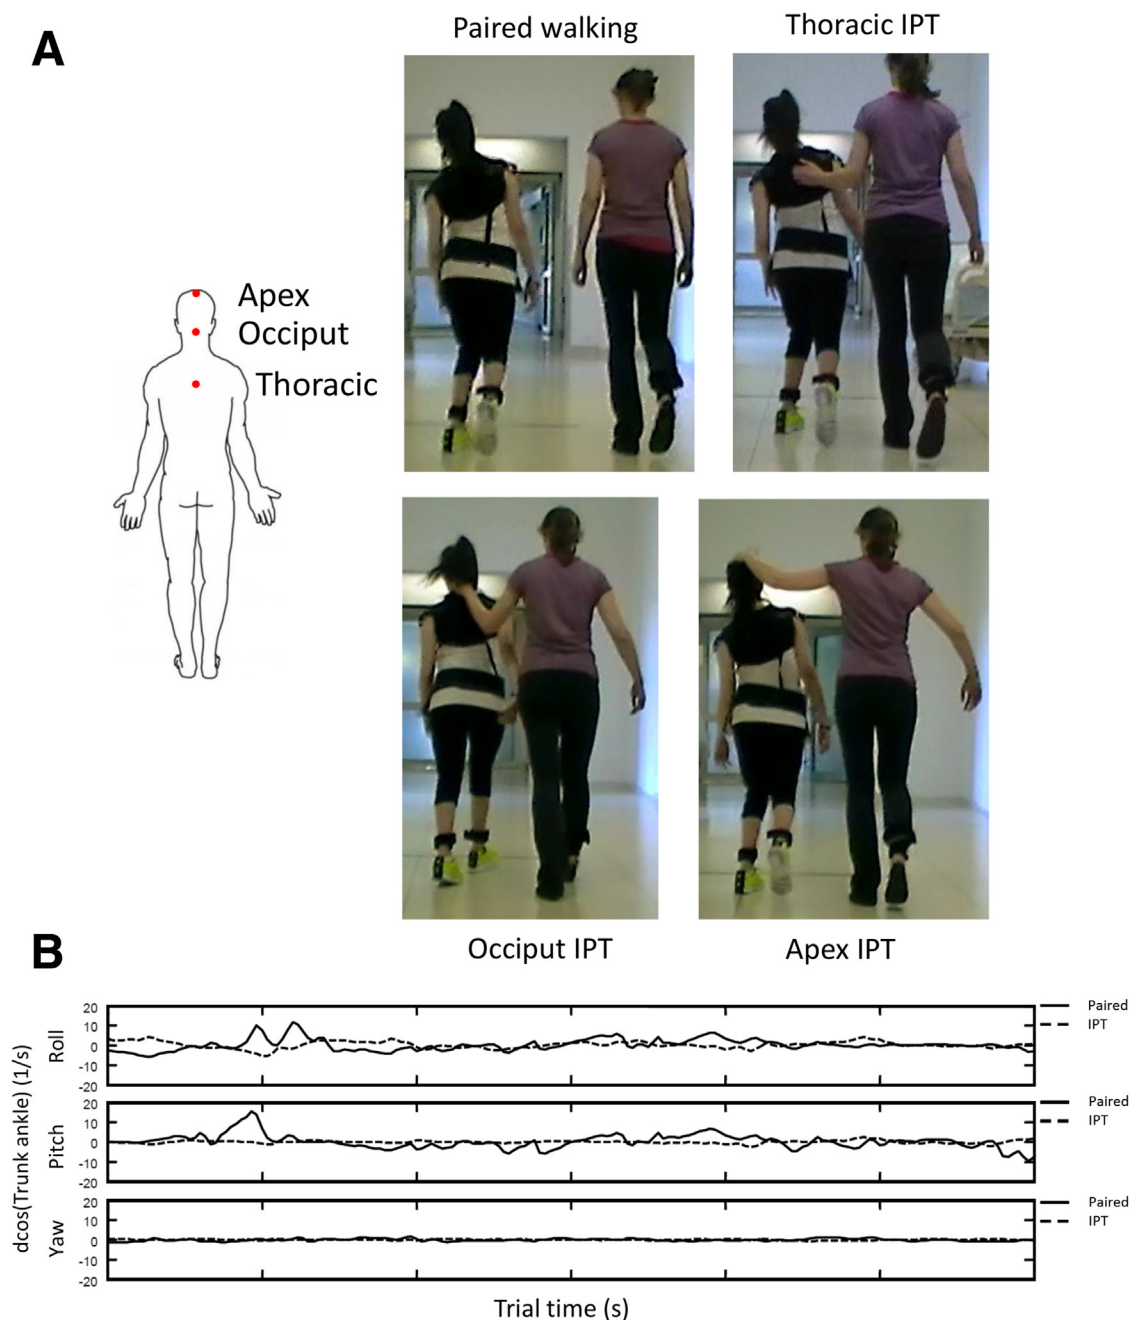 A
Paired walking
Thoracic IPT
Apex
Occiput
Thoracic
Occiput IPT
Apex IPT
B
dcos(Trunk ankle) (1/s)
Roll
20
10
0
-10
-20
Paired
IPT
Pitch
20
10
0
-10
-20
Paired
IPT
Yaw
20
10
0
-10
-20
Paired
IPT
Trial time (s)